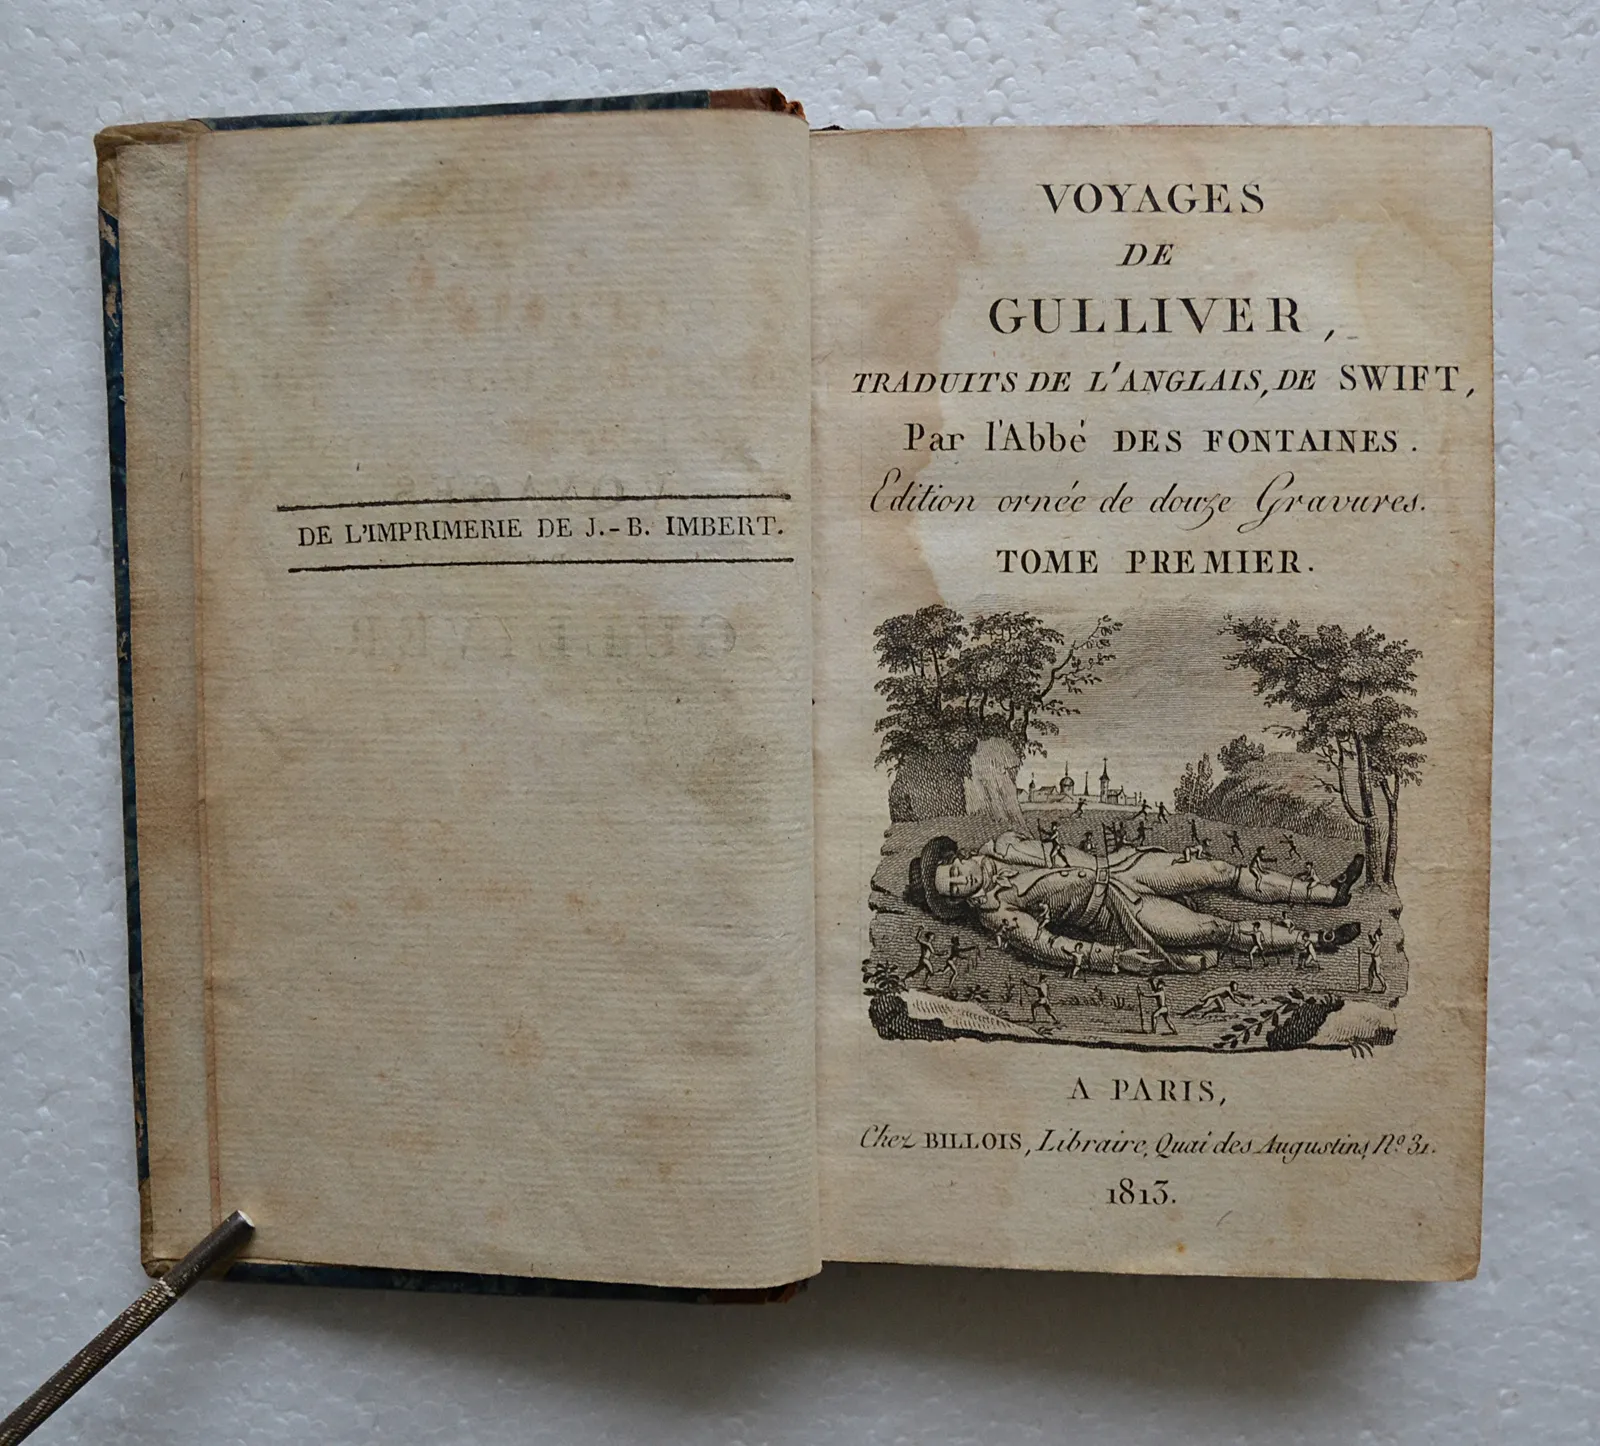 DE L'IMPRIMERIE DE J.-B. IMBERT.
VOYAGES
DE
GULLIVER,
TRADUITS DE L'ANGLAIS, DE SWIFT,
Par l'Abbé DES FONTAINES.
Edition ornée de douze Gravures.
TOME PREMIER.
A PARIS,
Chez BILLOIS, Libraire, Quai des Augustins, Nº 31.
1813.